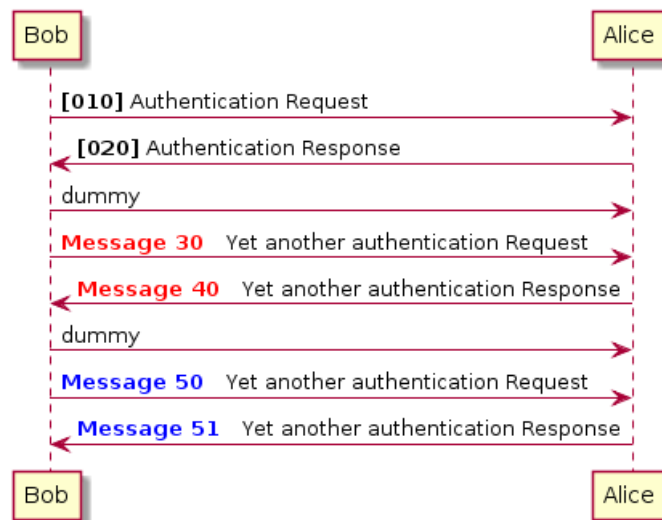 Bob Alice
[010] Authentication Request
[020] Authentication Response
dummy
Message 30 Yet another authentication Request
Message 40 Yet another authentication Response
dummy
Message 50 Yet another authentication Request
Message 51 Yet another authentication Response
Bob Alice